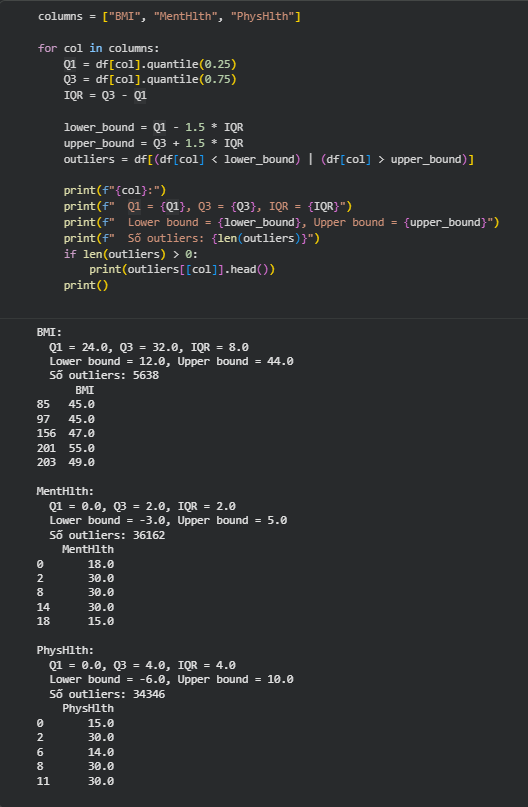 columns = ["BMI", "MentHlth", "PhysHlth"]
for col in columns:
    Q1 = df[col].quantile(0.25)
    Q3 = df[col].quantile(0.75)
    IQR = Q3 - Q1
    lower_bound = Q1 - 1.5 * IQR
    upper_bound = Q3 + 1.5 * IQR
    outliers = df[(df[col] < lower_bound) | (df[col] > upper_bound)]
    print(f"{col}:")
    print(f"  Q1 = {Q1}, Q3 = {Q3}, IQR = {IQR}")
    print(f"  Lower bound = {lower_bound}, Upper bound = {upper_bound}")
    print(f"  Số outliers: {len(outliers)}")
    if len(outliers) > 0:
        print(outliers[[col]].head())
    print()
BMI:
  Q1 = 24.0, Q3 = 32.0, IQR = 8.0
  Lower bound = 12.0, Upper bound = 44.0
  Số outliers: 5638
      BMI
85   45.0
97   45.0
156  47.0
201  55.0
203  49.0
MentHlth:
  Q1 = 0.0, Q3 = 2.0, IQR = 2.0
  Lower bound = -3.0, Upper bound = 5.0
  Số outliers: 36162
    MentHlth
0       18.0
2       30.0
8       30.0
14      30.0
18      15.0
PhysHlth:
  Q1 = 0.0, Q3 = 4.0, IQR = 4.0
  Lower bound = -6.0, Upper bound = 10.0
  Số outliers: 34346
    PhysHlth
0       15.0
2       30.0
6       14.0
8       30.0
11      30.0